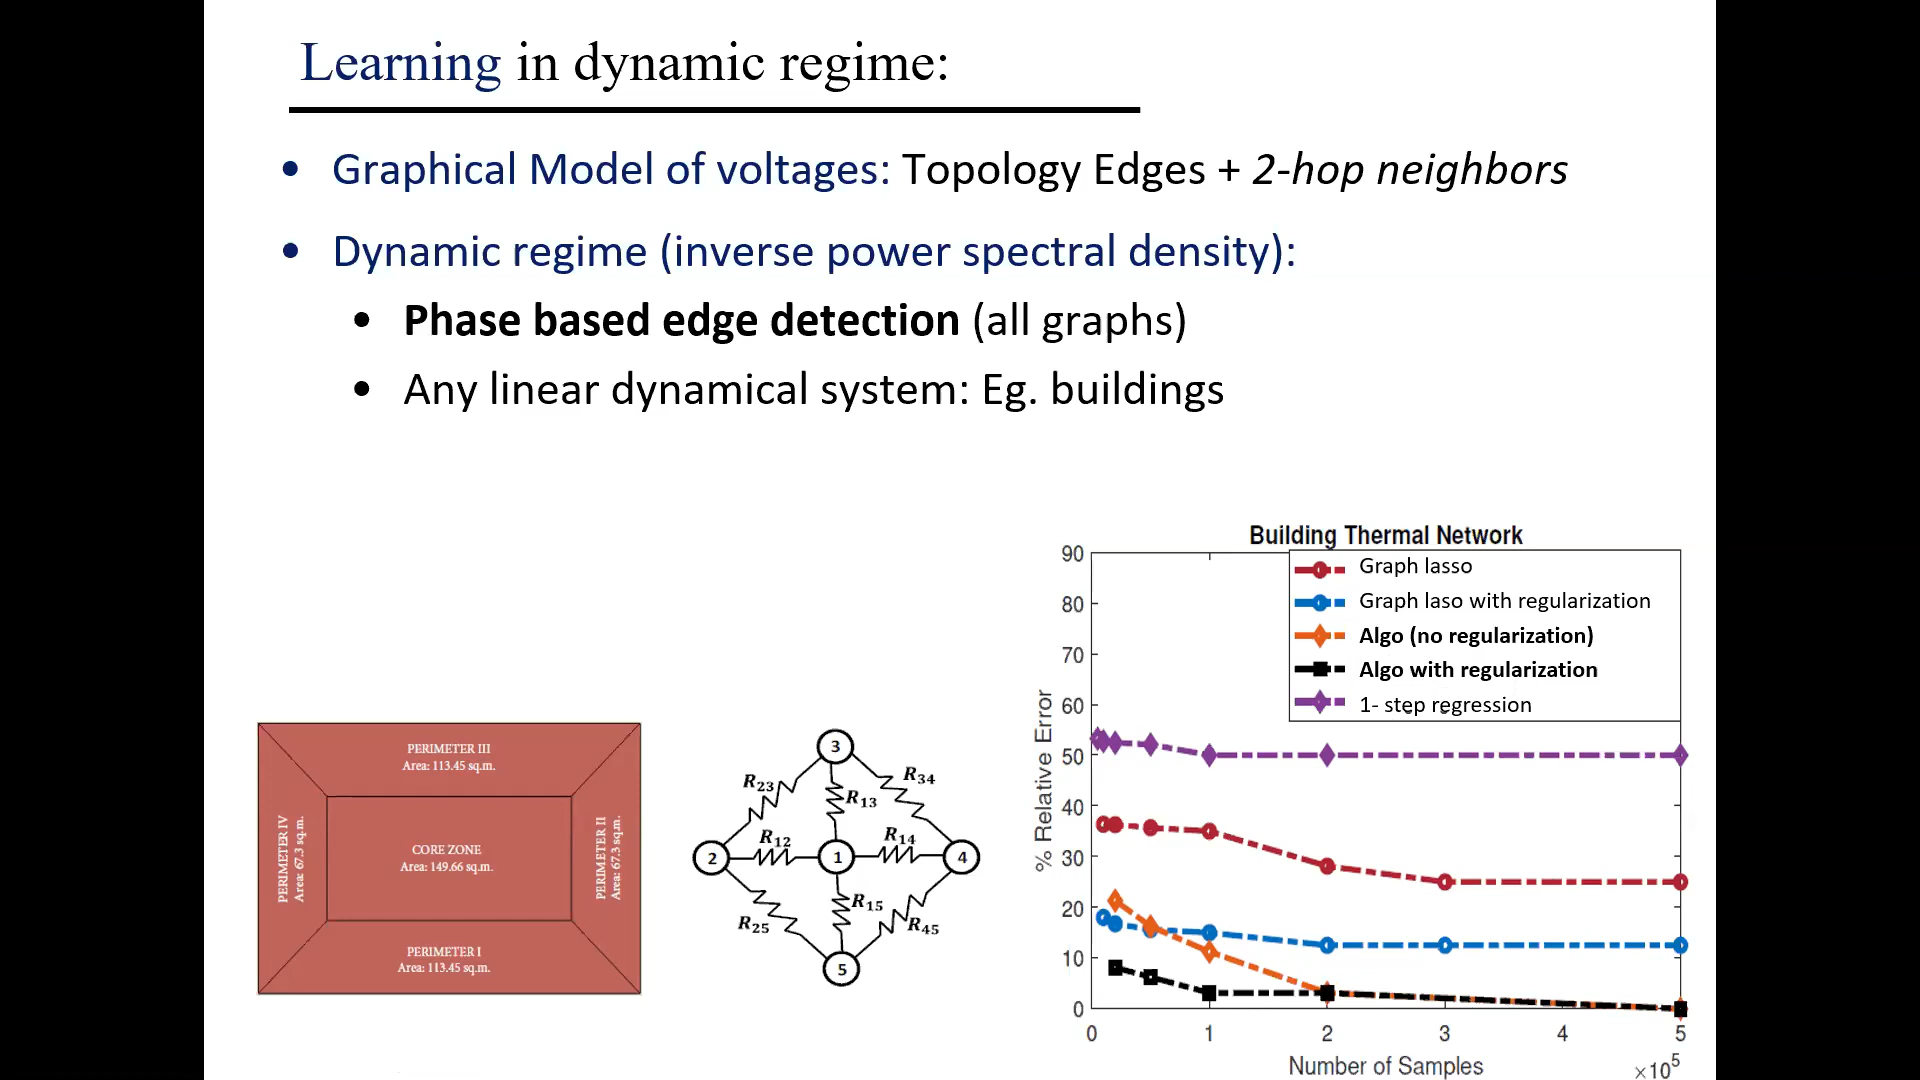 Learning in dynamic regime:
• Graphical Model of voltages: Topology Edges + 2-hop neighbors
• Dynamic regime (inverse power spectral density):
• Phase based edge detection (all graphs)
• Any linear dynamical system: Eg. buildings
PERIMETER III
Area: 113.45 sq.m.
PERIMETER IV
Area: 67.3 sq.m.
CORE ZONE
Area: 149.66 sq.m.
PERIMETER II
Area: 67.3 sq.m.
PERIMETER I
Area: 113.45 sq.m.
3
R23
R13
R34
R12
R14
2
1
4
R25
R15
R45
5
Building Thermal Network
Graph lasso
Graph laso with regularization
Algo (no regularization)
Algo with regularization
1- step regression
% Relative Error
90
80
70
60
50
40
30
20
10
0
0 1 2 3 4 5
Number of Samples
×10^5